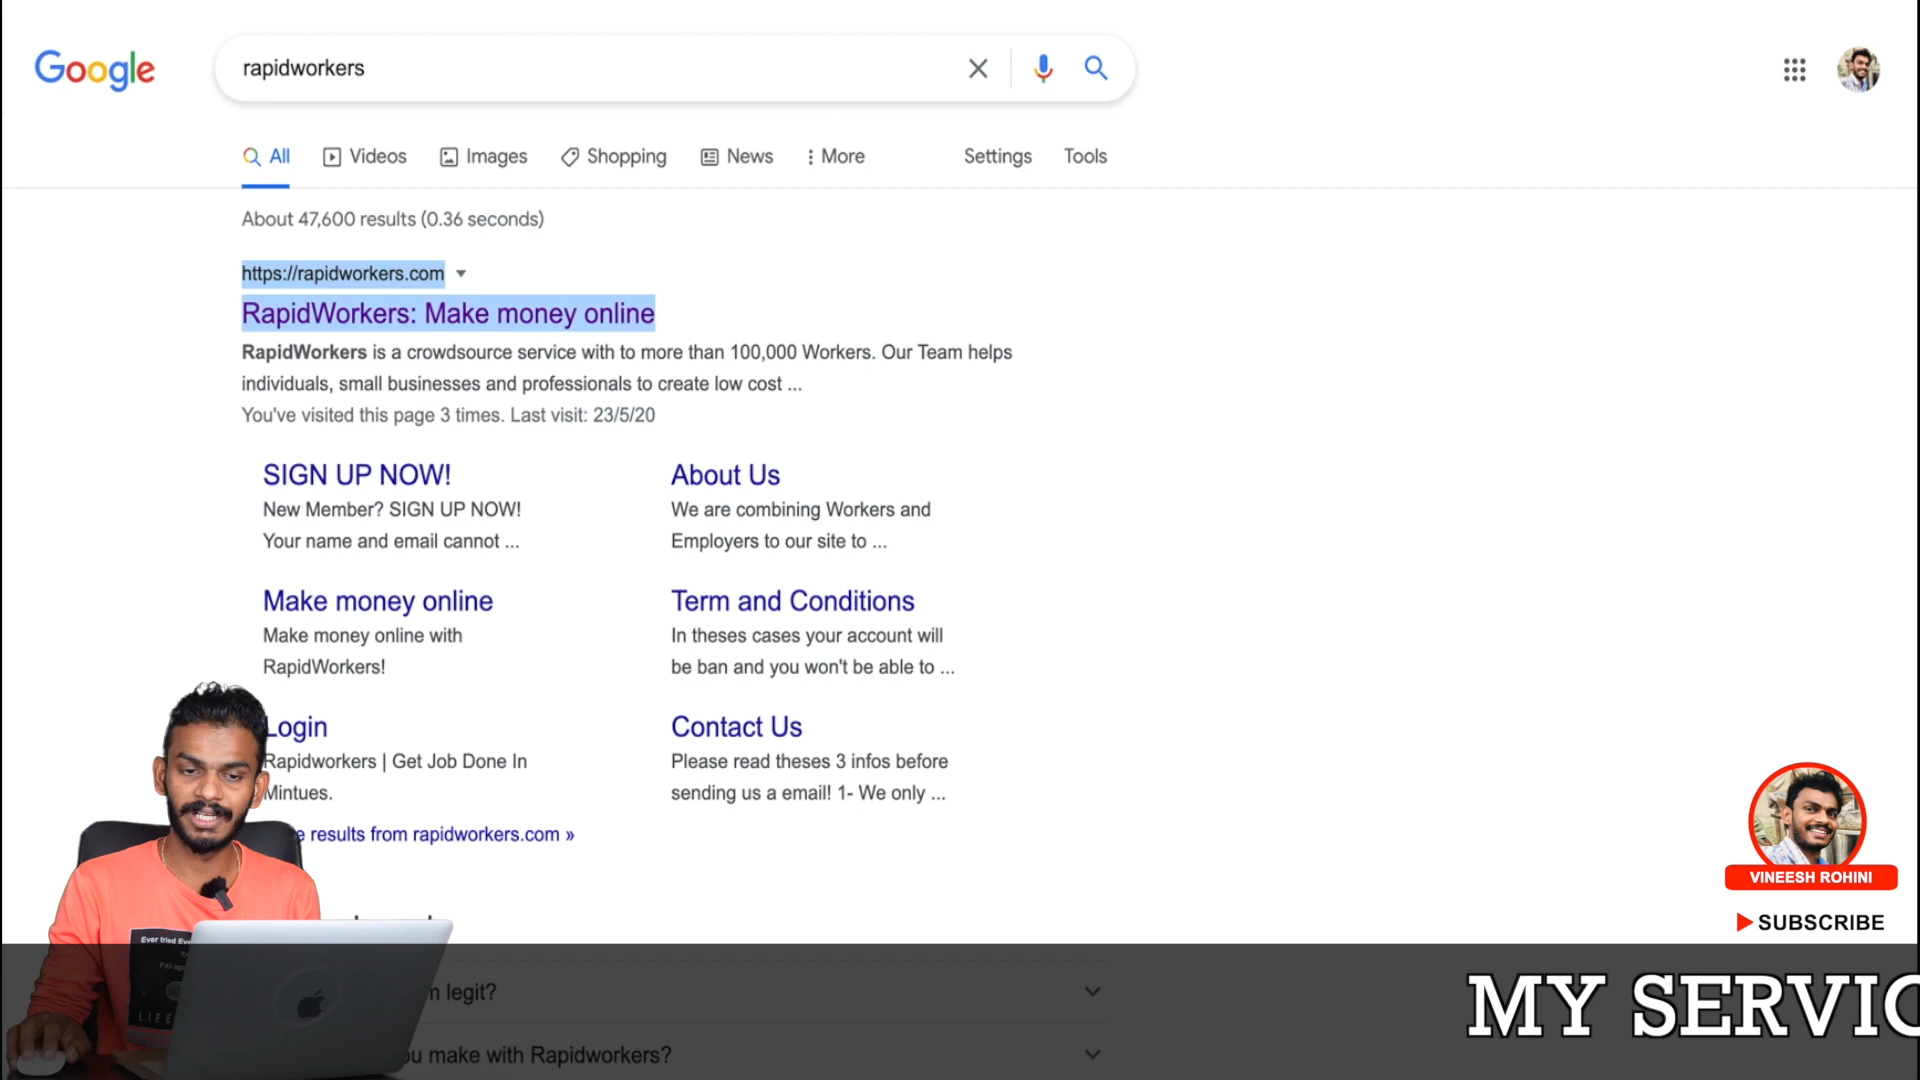 Google
rapidworkers
All Videos Images Shopping News More Settings Tools
About 47,600 results (0.36 seconds)
https://rapidworkers.com
RapidWorkers: Make money online
RapidWorkers is a crowdsource service with to more than 100,000 Workers. Our Team helps
individuals, small businesses and professionals to create low cost ...
You've visited this page 3 times. Last visit: 23/5/20
SIGN UP NOW!
New Member? SIGN UP NOW!
Your name and email cannot ...
About Us
We are combining Workers and
Employers to our site to ...
Make money online
Make money online with
RapidWorkers!
Term and Conditions
In theses cases your account will
be ban and you won't be able to ...
Login
Rapidworkers | Get Job Done In
Mintues.
Contact Us
Please read theses 3 infos before
sending us a email! 1- We only ...
results from rapidworkers.com »
legit?
make with Rapidworkers?
Ever tried
LIFE
VINEESH ROHINI
SUBSCRIBE
MY SERVIC